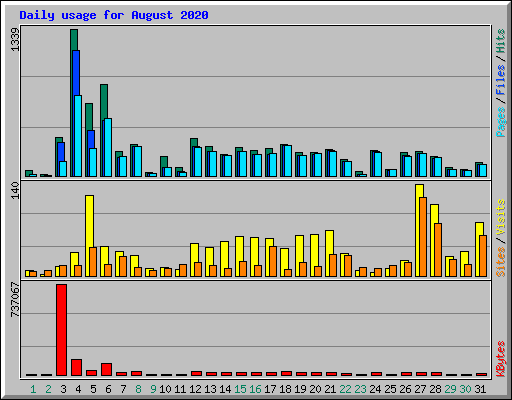 Daily usage for August 2020
1339
Pages / Files / Hits
140
Sites / Visits
737067
KBytes
1 2 3 4 5 6 7 8 9 10 11 12 13 14 15 16 17 18 19 20 21 22 23 24 25 26 27 28 29 30 31